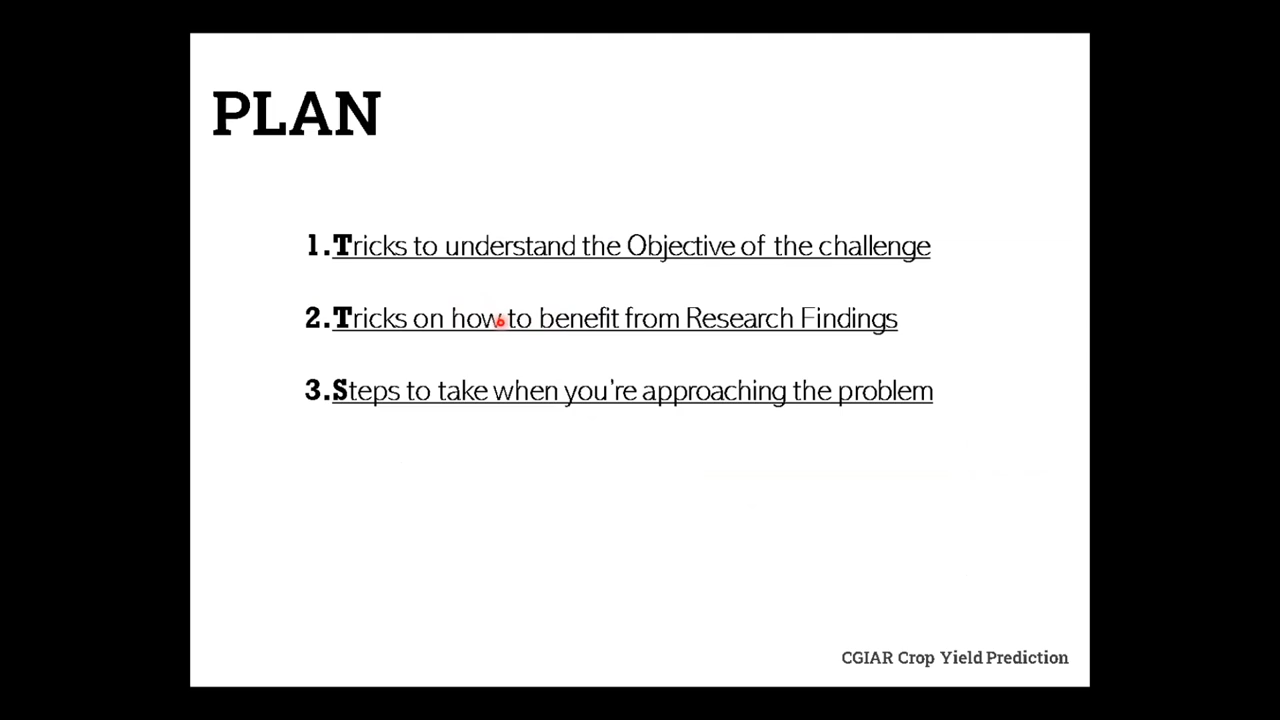 PLAN
1.Tricks to understand the Objective of the challenge
2.Tricks on how to benefit from Research Findings
3.Steps to take when you're approaching the problem
CGIAR Crop Yield Prediction